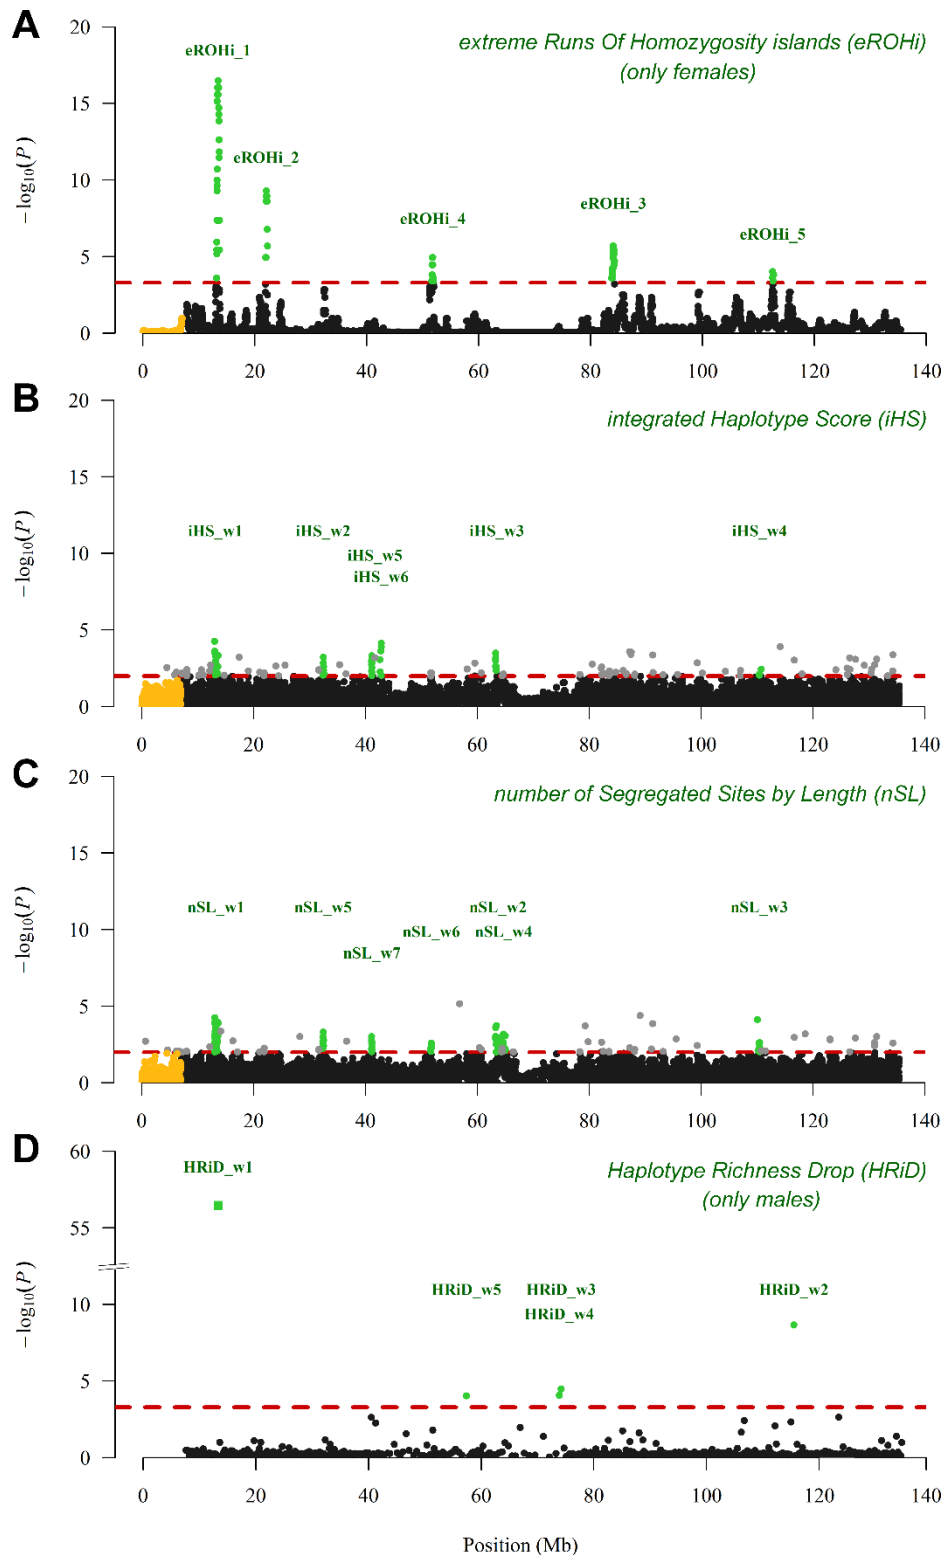 A
extreme Runs Of Homozygosity islands (eROHi)
(only females)
20
15
10
5
0
−log10(P)
eROHi_1
eROHi_2
eROHi_4
eROHi_3
eROHi_5
0 20 40 60 80 100 120 140
B
integrated Haplotype Score (iHS)
20
15
10
5
0
−log10(P)
iHS_w1 iHS_w2 iHS_w3 iHS_w4
iHS_w5
iHS_w6
0 20 40 60 80 100 120 140
C
number of Segregated Sites by Length (nSL)
20
15
10
5
0
−log10(P)
nSL_w1 nSL_w5 nSL_w2 nSL_w3
nSL_w6 nSL_w4
nSL_w7
0 20 40 60 80 100 120 140
D
Haplotype Richness Drop (HRiD)
(only males)
60
55
10
5
0
−log10(P)
HRiD_w1
HRiD_w5 HRiD_w3 HRiD_w2
HRiD_w4
0 20 40 60 80 100 120 140
Position (Mb)